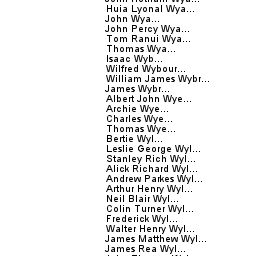 Huia Lyonal Wya...
John Wya...
John Percy Wya...
Tom Ranui Wya...
Thomas Wya...
Isaac Wyb...
Wilfred Wybour...
William James Wybr...
James Wybr...
Albert John Wye...
Archie Wye...
Charles Wye...
Thomas Wye...
Bertie Wyl...
Leslie George Wyl...
Stanley Rich Wyl...
Alick Richard Wyl...
Andrew Parkes Wyl...
Arthur Henry Wyl...
Neil Blair Wyl...
Colin Turner Wyl...
Frederick Wyl...
Walter Henry Wyl...
James Matthew Wyl...
James Rea Wyl...